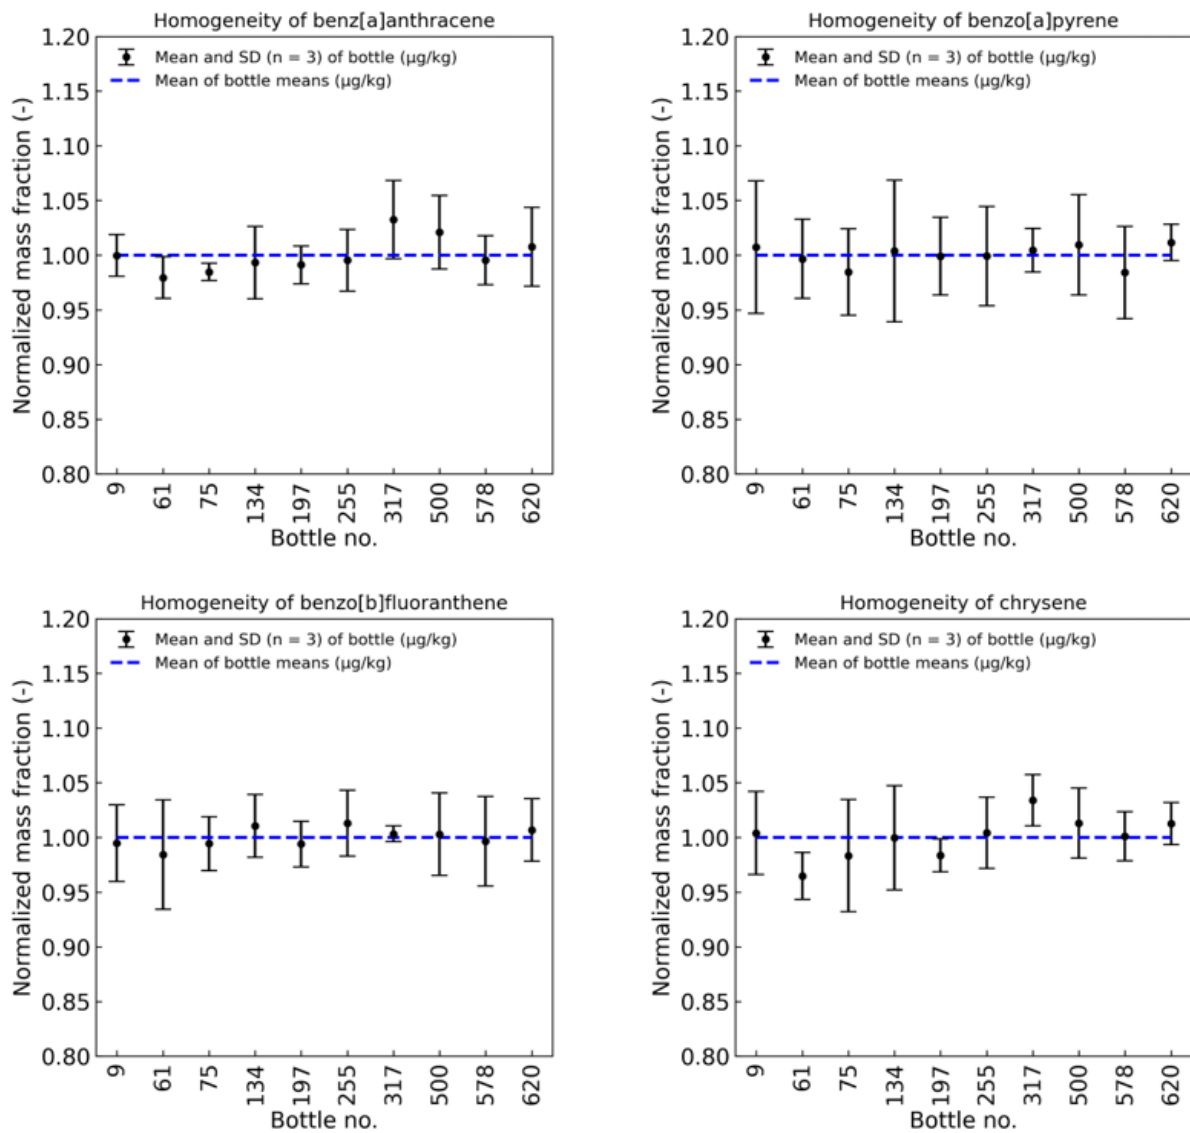 Homogeneity of benz[a]anthracene
Mean and SD (n = 3) of bottle (µg/kg)
Mean of bottle means (µg/kg)
Normalized mass fraction (-)
1.20
1.15
1.10
1.05
1.00
0.95
0.90
0.85
0.80
9 61 75 134 197 255 317 500 578 620
Bottle no.
Homogeneity of benzo[a]pyrene
Mean and SD (n = 3) of bottle (µg/kg)
Mean of bottle means (µg/kg)
Normalized mass fraction (-)
1.20
1.15
1.10
1.05
1.00
0.95
0.90
0.85
0.80
9 61 75 134 197 255 317 500 578 620
Bottle no.
Homogeneity of benzo[b]fluoranthene
Mean and SD (n = 3) of bottle (µg/kg)
Mean of bottle means (µg/kg)
Normalized mass fraction (-)
1.20
1.15
1.10
1.05
1.00
0.95
0.90
0.85
0.80
9 61 75 134 197 255 317 500 578 620
Bottle no.
Homogeneity of chrysene
Mean and SD (n = 3) of bottle (µg/kg)
Mean of bottle means (µg/kg)
Normalized mass fraction (-)
1.20
1.15
1.10
1.05
1.00
0.95
0.90
0.85
0.80
9 61 75 134 197 255 317 500 578 620
Bottle no.